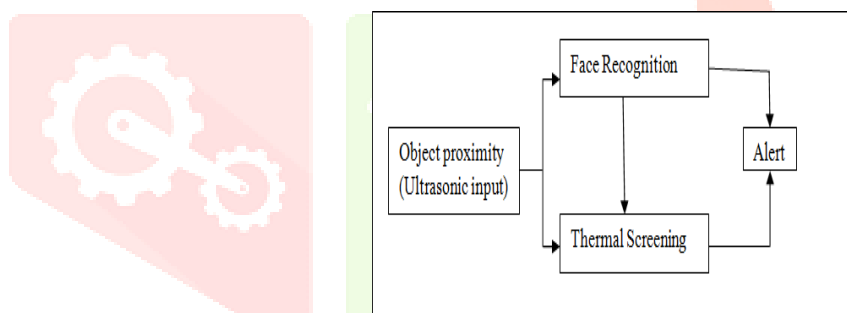 Face Recognition
Object proximity
(Ultrasonic input)
Alert
Thermal Screening